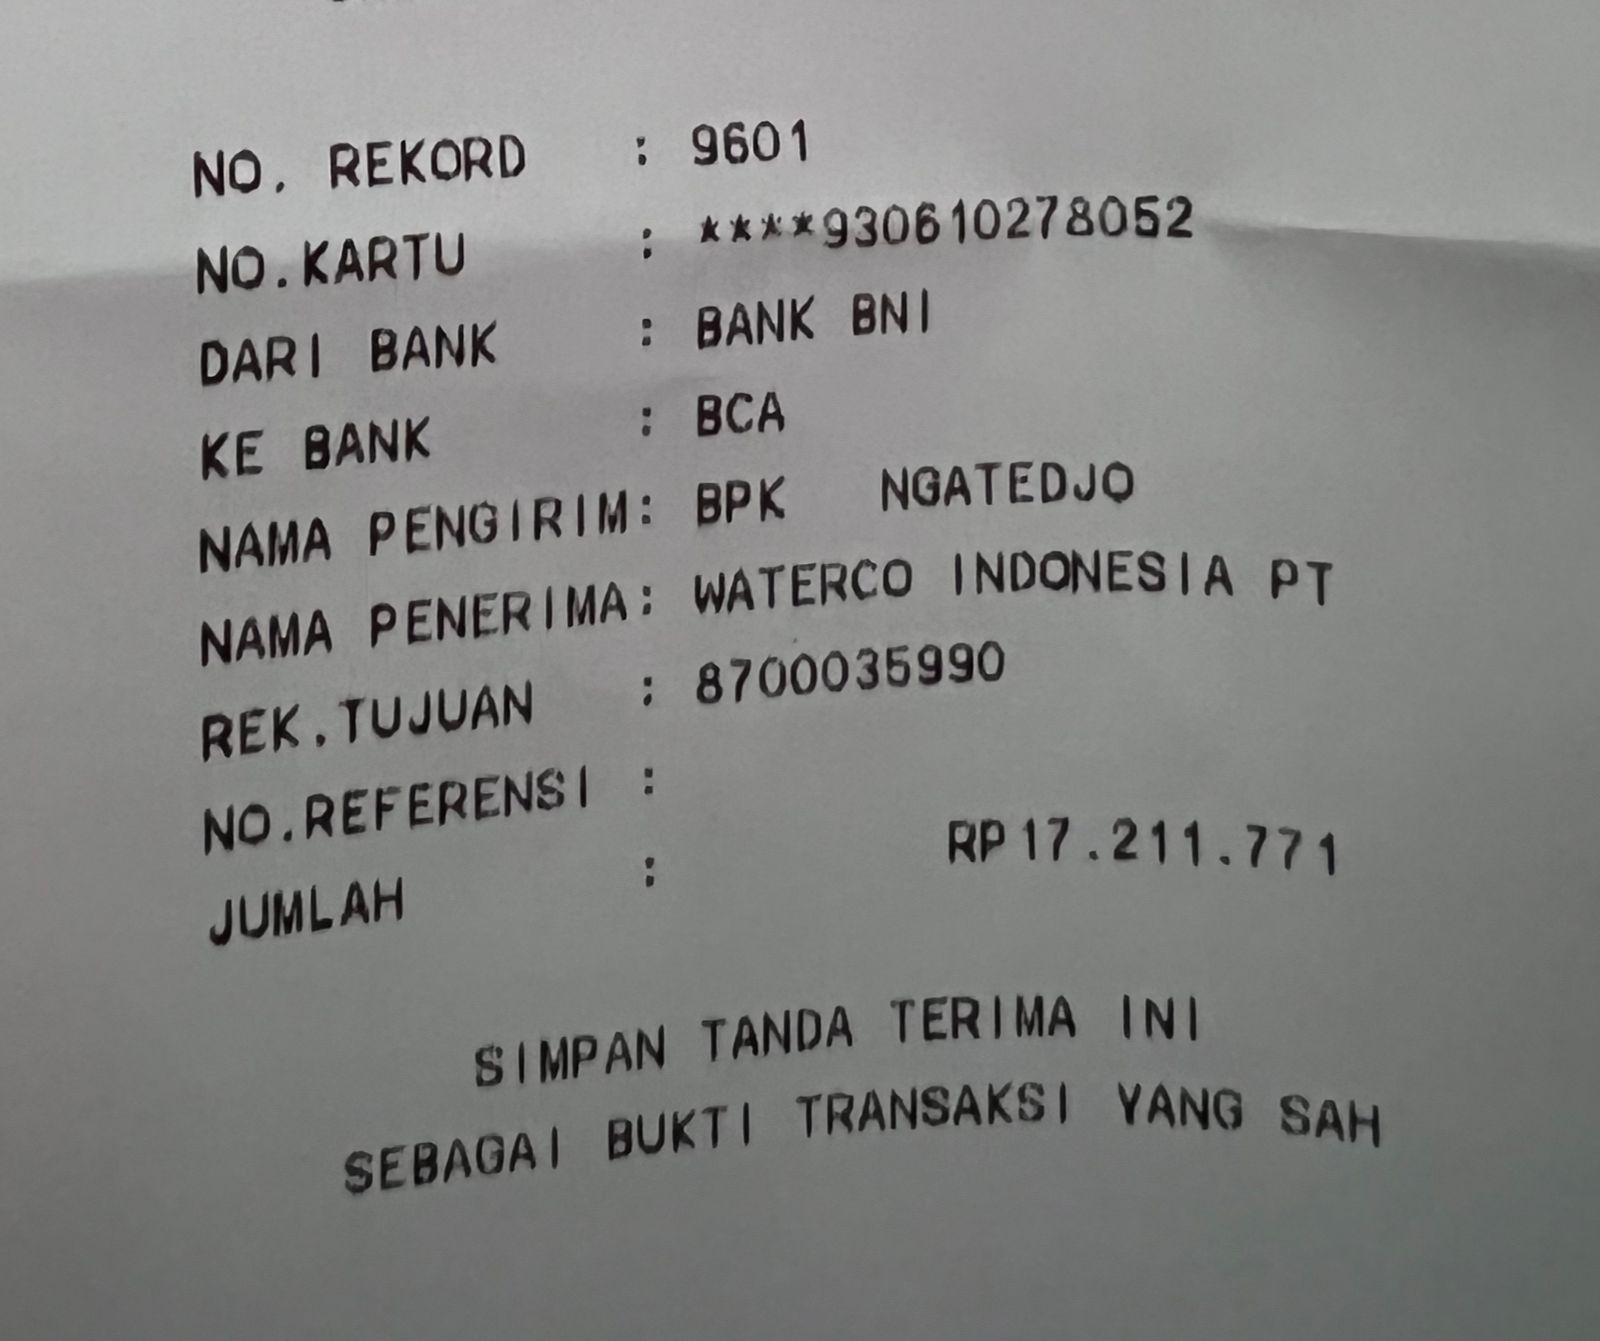 NO. REKORD : 9601
NO.KARTU : ****930610278052
DARI BANK : BANK BNI
KE BANK : BCA
NAMA PENGIRIM: BPK NGATEDJO
NAMA PENERIMA: WATERCO INDONESIA PT
REK.TUJUAN : 8700035990
NO.REFERENSI :
JUMLAH : RP17.211.771
SIMPAN TANDA TERIMA INI
SEBAGAI BUKTI TRANSAKSI YANG SAH